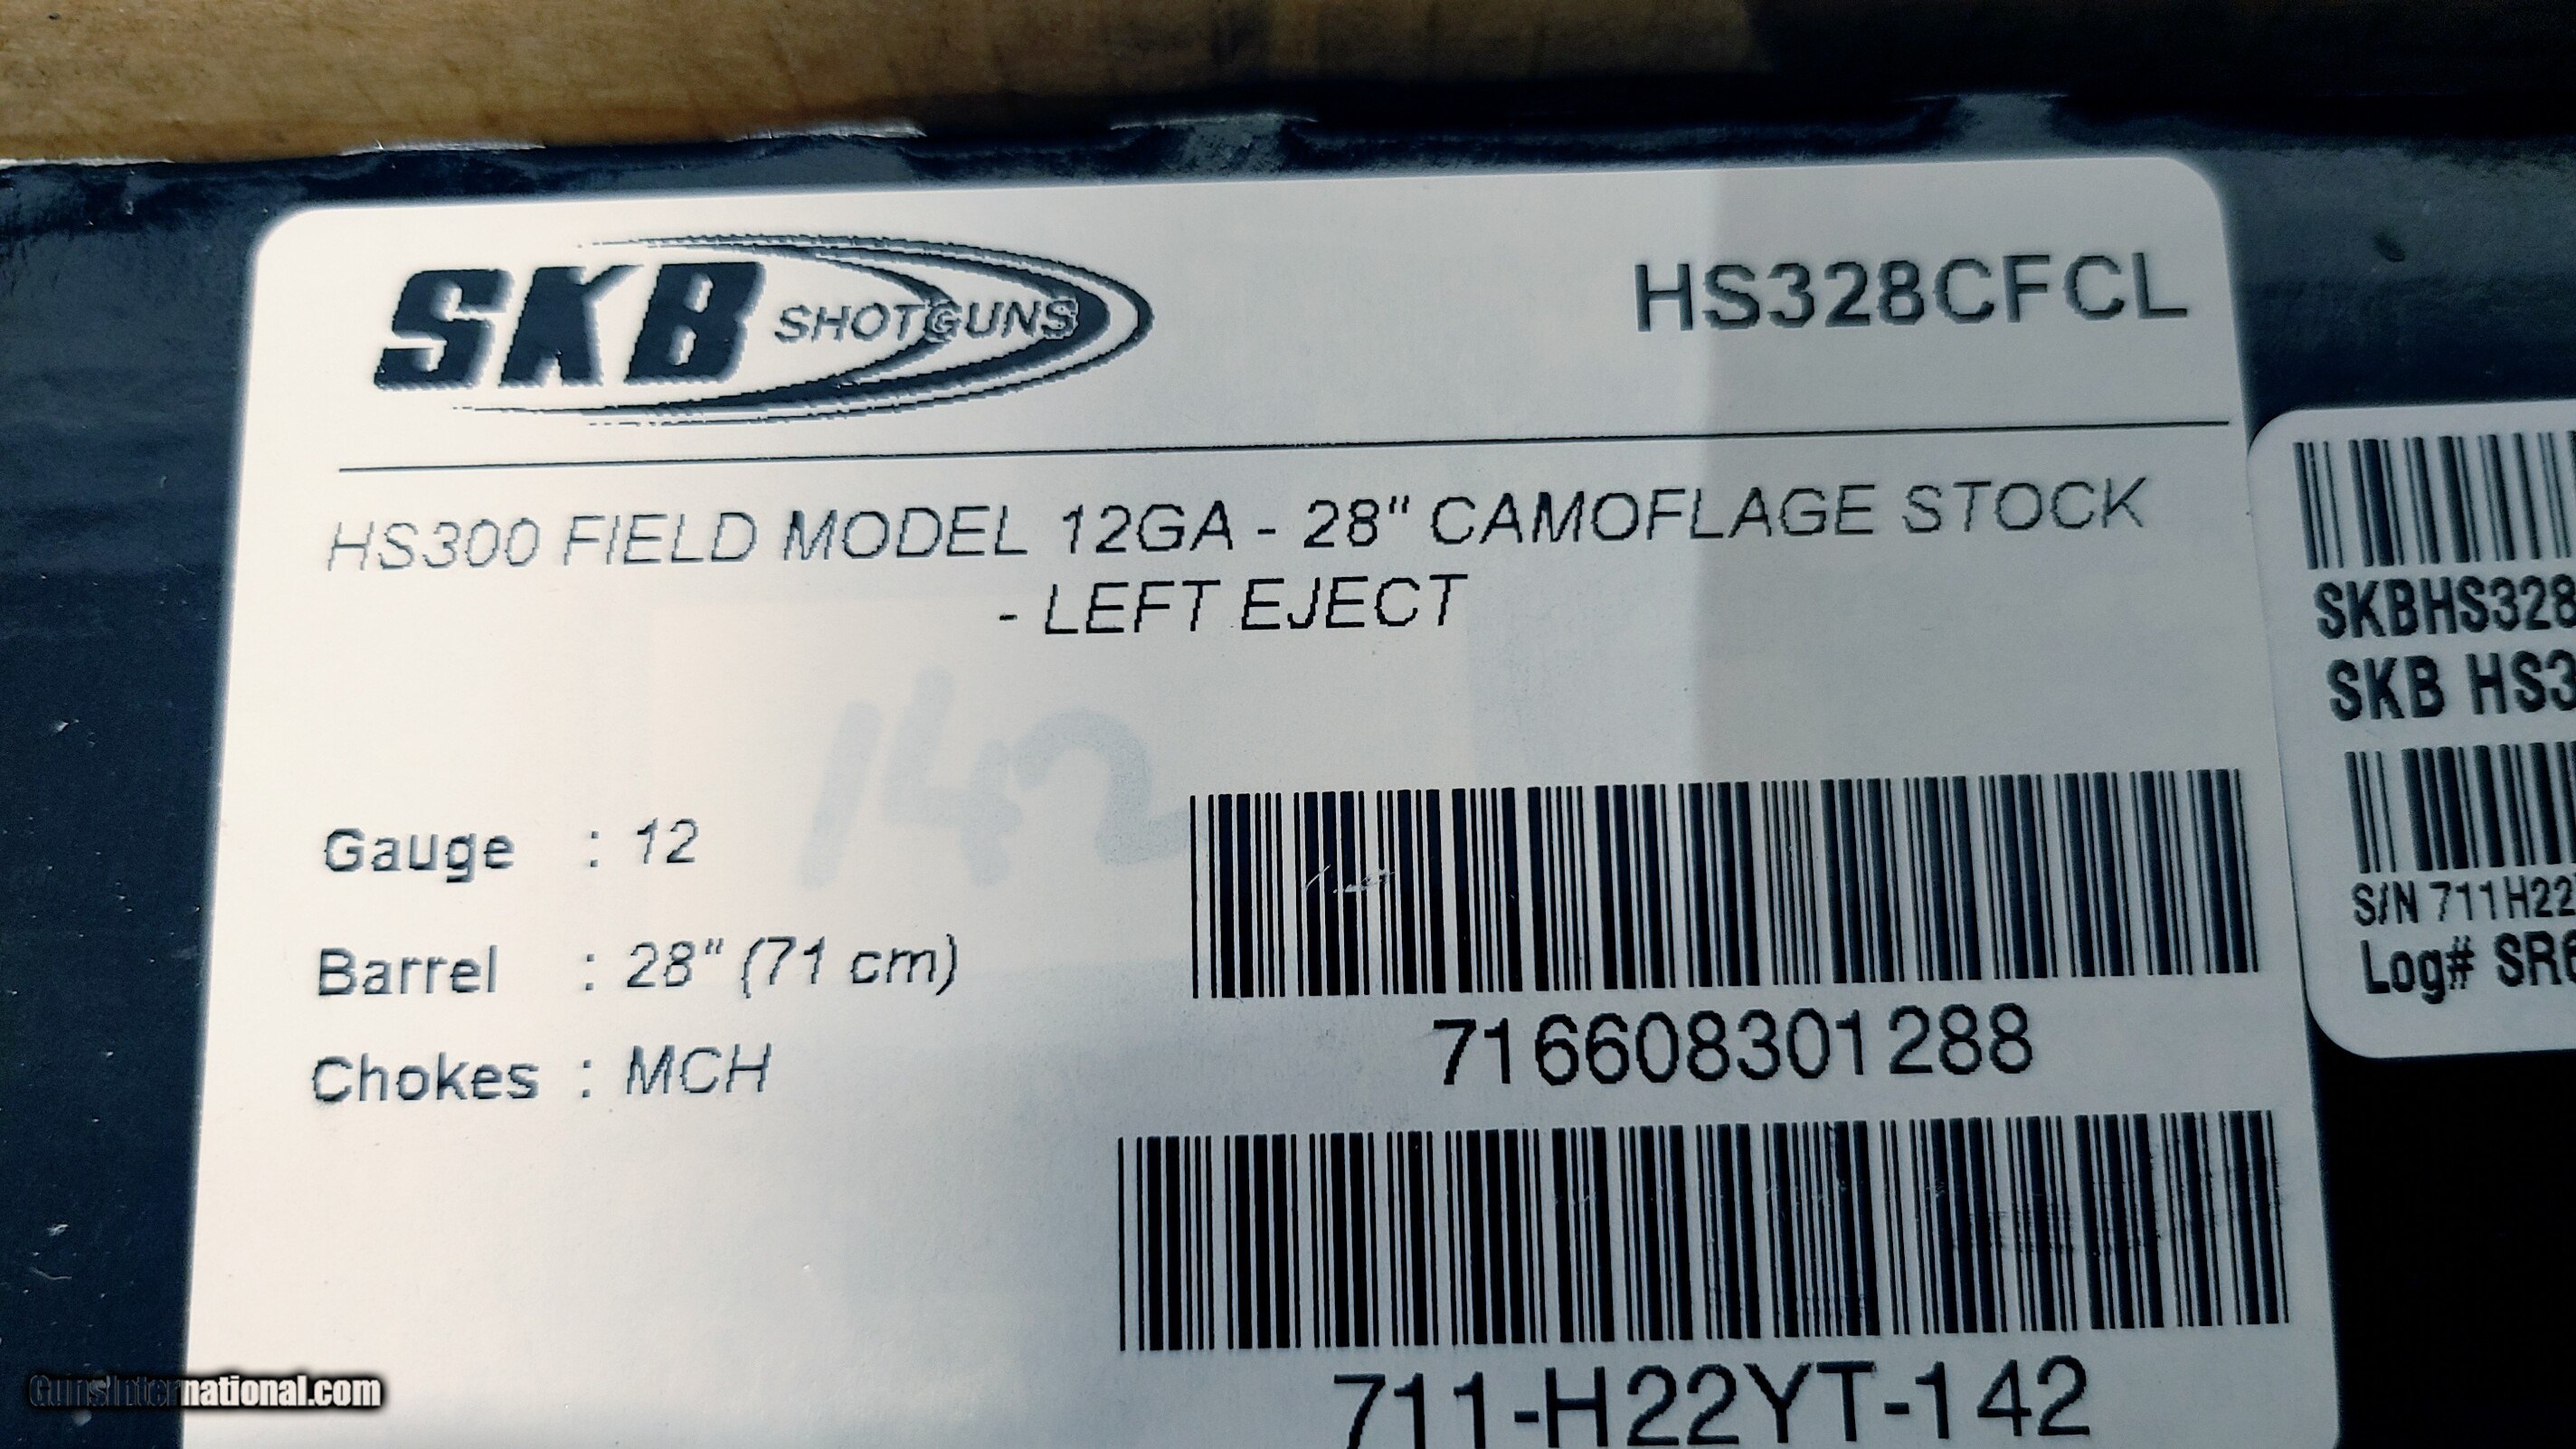 SKB SHOTGUNS
HS328CFCL
HS300 FIELD MODEL 12GA - 28" CAMOFLAGE STOCK
- LEFT EJECT
142
Gauge : 12
Barrel : 28" (71 cm)
Chokes : MCH
716608301288
711-H22YT-142
SKBHS328
SKB HS3
S/N 711H22
Log# SR6
GunsInternational.com